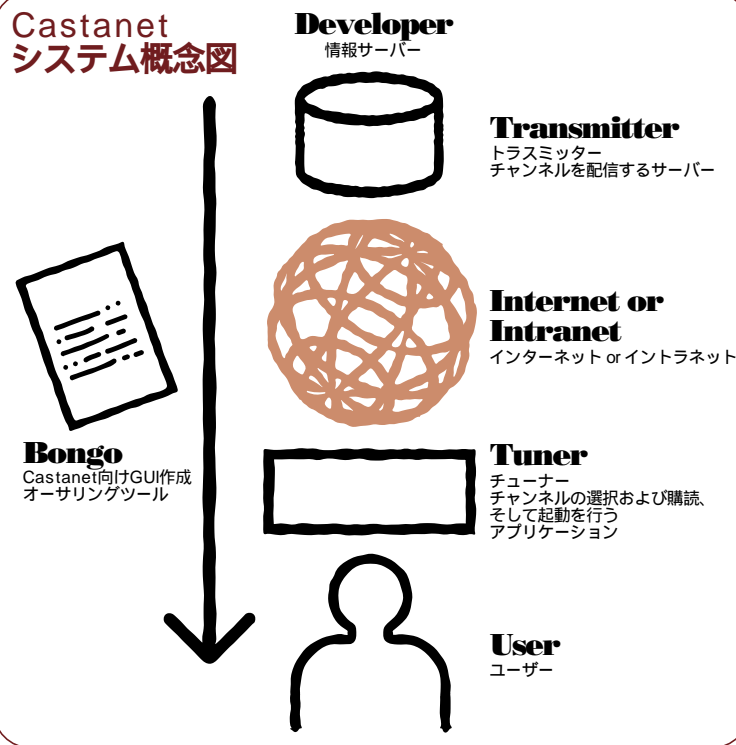 Castanet
システム概念図
Developer
情報サーバー
Transmitter
トラスミッター
チャンネルを配信するサーバー
Internet or
Intranet
インターネット or イントラネット
Bongo
Castanet向けGUI作成
オーサリングツール
Tuner
チューナー
チャンネルの選択および購読、
そして起動を行う
アプリケーション
User
ユーザー